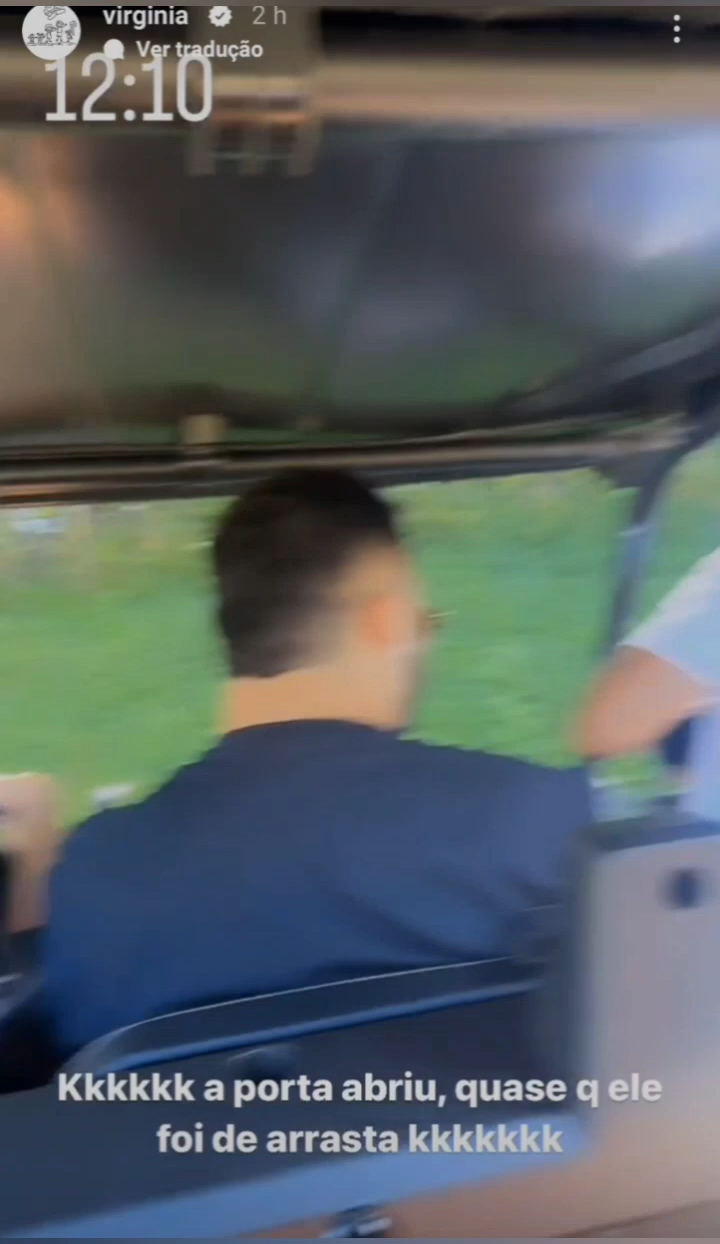 virginia 2 h
Ver tradução
12:10
Kkkkkk a porta abriu, quase q ele
foi de arrasta kkkkkkk